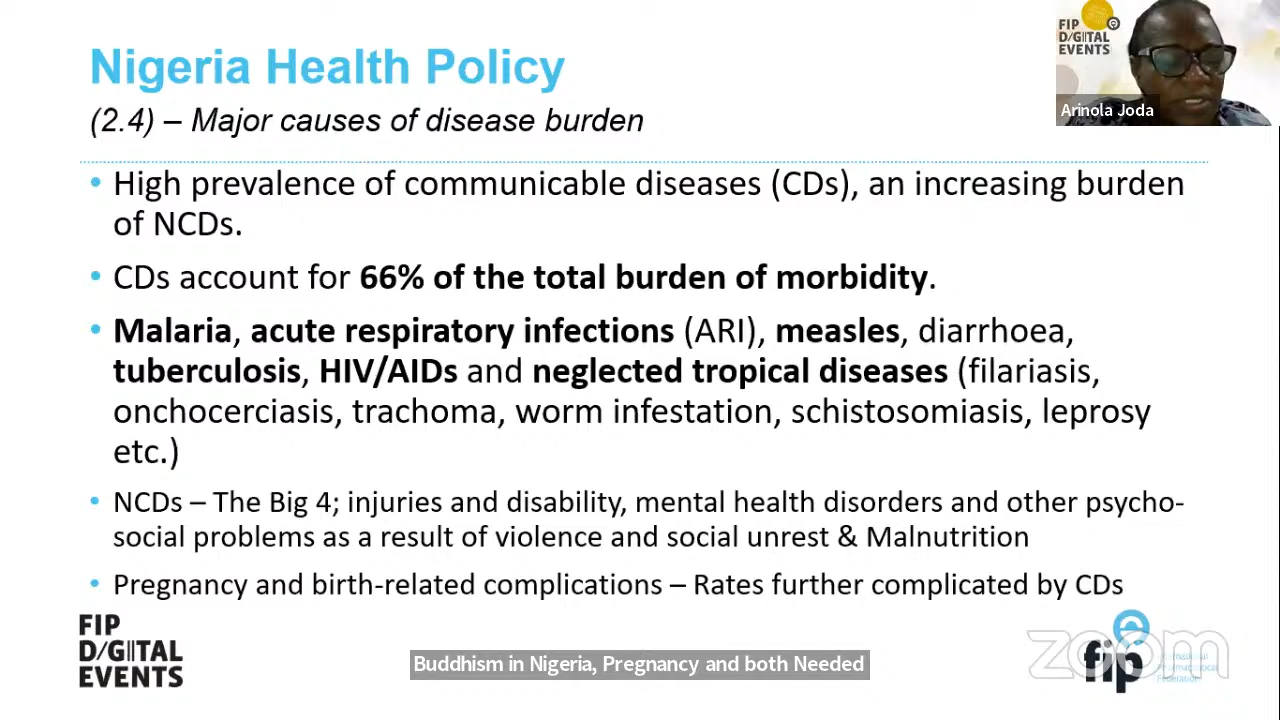 Nigeria Health Policy
(2.4) – Major causes of disease burden
FIP
D/GITAL
EVENTS
Arinola Joda
• High prevalence of communicable diseases (CDs), an increasing burden
of NCDs.
• CDs account for 66% of the total burden of morbidity.
• Malaria, acute respiratory infections (ARI), measles, diarrhoea,
tuberculosis, HIV/AIDs and neglected tropical diseases (filariasis,
onchocerciasis, trachoma, worm infestation, schistosomiasis, leprosy
etc.)
• NCDs – The Big 4; injuries and disability, mental health disorders and other psycho-
social problems as a result of violence and social unrest & Malnutrition
• Pregnancy and birth-related complications – Rates further complicated by CDs
FIP
D/GITAL
EVENTS
Buddhism in Nigeria, Pregnancy and both Needed
zoom
fip
International
Pharmaceutical
Federation